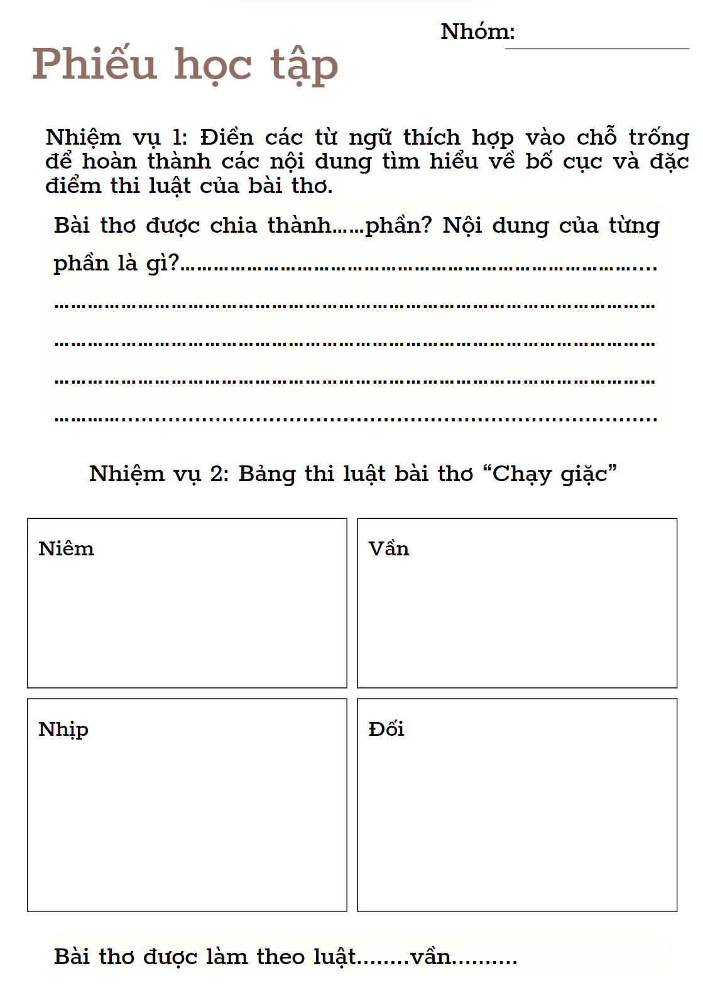 Nhóm:
Phiếu học tập
Nhiệm vụ 1: Điền các từ ngữ thích hợp vào chỗ trống
để hoàn thành các nội dung tìm hiểu về bố cục và đặc
điểm thi luật của bài thơ.
Bài thơ được chia thành……phần? Nội dung của từng
phần là gì?………………………………………………………………………....
………………………………………………………………………………………………
………………………………………………………………………………………………
………………………………………………………………………………………………
…………................................................................................
Nhiệm vụ 2: Bảng thi luật bài thơ “Chạy giặc”
Niêm
Vần
Nhịp
Đối
Bài thơ được làm theo luật........vần..........